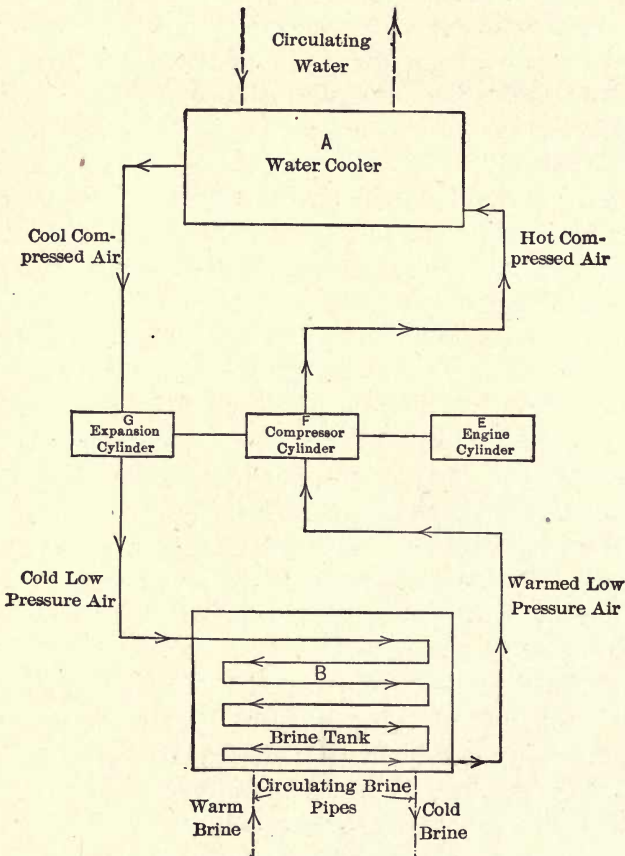 Circulating
Water
A
Water Cooler
Cool Com-
pressed Air
Hot Com-
pressed Air
G
Expansion
Cylinder
F
Compressor
Cylinder
E
Engine
Cylinder
Cold Low
Pressure Air
Warmed Low
Pressure Air
B
Brine Tank
Circulating Brine
Pipes
Warm
Brine
Cold
Brine